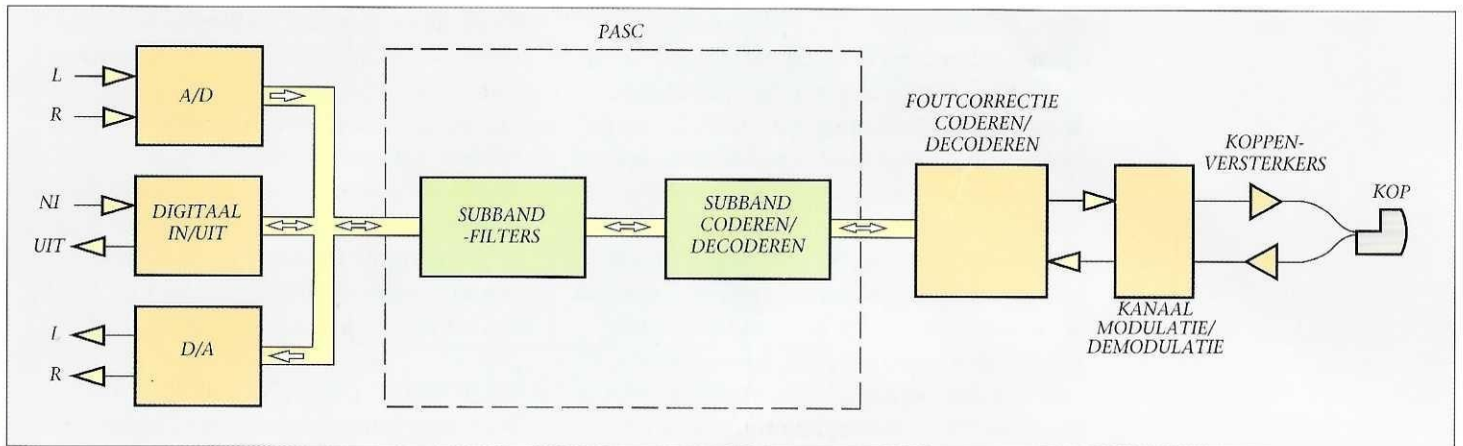 PASC
L
R
A/D
NI
UIT
DIGITAAL
IN/UIT
L
R
D/A
SUBBAND
-FILTERS
SUBBAND
CODEREN/
DECODEREN
FOUTCORRECTIE
CODEREN/
DECODEREN
KANAAL
MODULATIE/
DEMODULATIE
KOPPEN-
VERSTERKERS
KOP